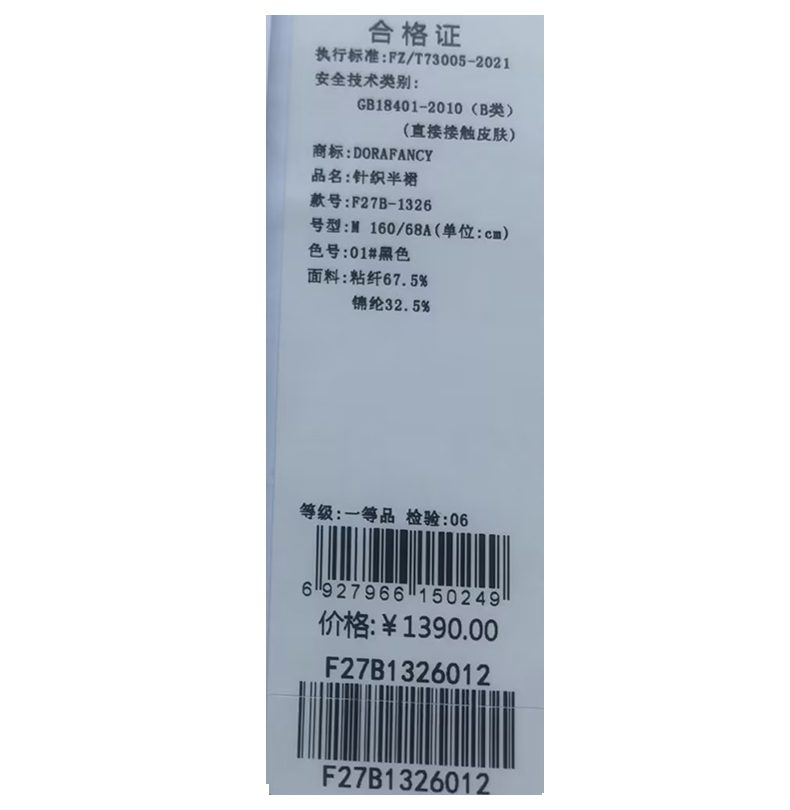 合格证
执行标准:FZ/T73005-2021
安全技术类别:
GB18401-2010（B类）
(直接接触皮肤)
商标:DORAFANCY
品名:针织半裙
款号:F27B-1326
号型:M 160/68A(单位:cm)
色号:01#黑色
面料:粘纤67.5%
锦纶32.5%
等级:一等品 检验:06
6 927966 150249
价格:￥1390.00
F27B1326012
F27B1326012